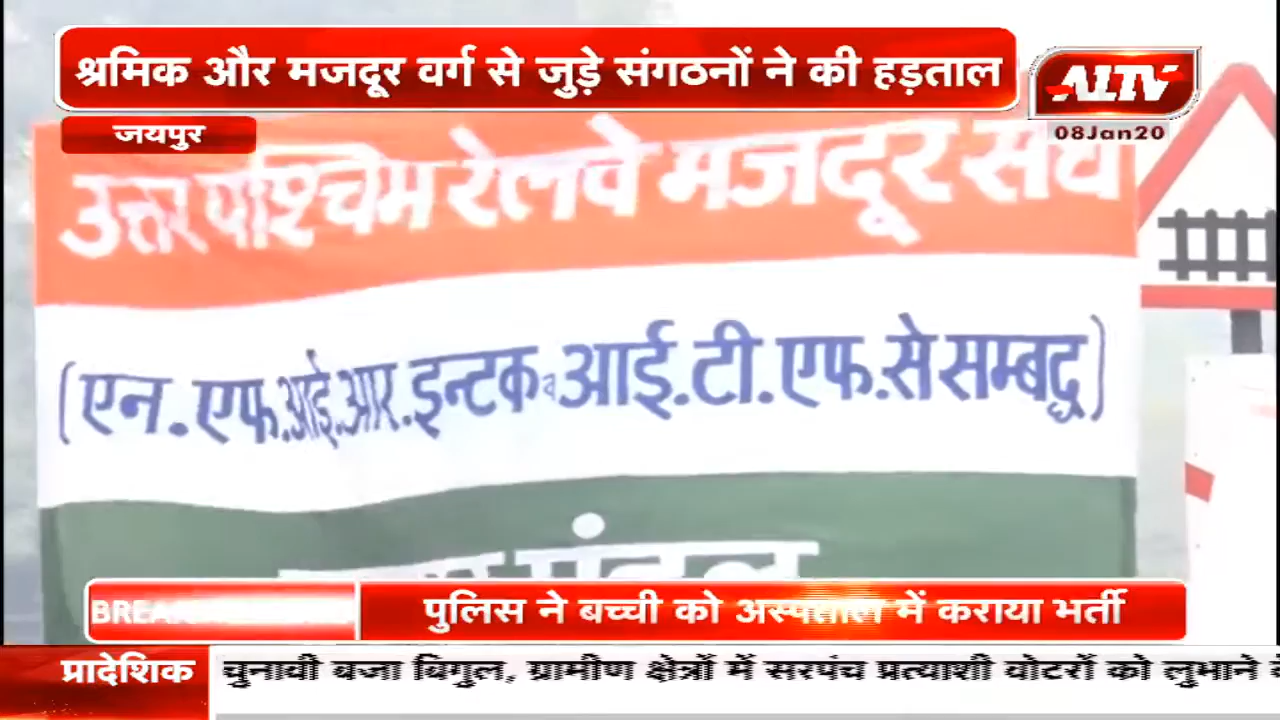 श्रमिक और मजदूर वर्ग से जुड़े संगठनों ने की हड़ताल
ALTV
08Jan20
जयपुर
उत्तर पश्चिम रेलवे मजदूर संघ
(एन.एफ.आई.आर.इन्टक व आई.टी.एफ.से सम्बद्ध)
मंडल
पुलिस ने बच्ची को अस्पताल में कराया भर्ती
प्रादेशिक
चुनावी बजा बिगुल, ग्रामीण क्षेत्रों में सरपंच प्रत्याशी वोटरों को लुभाने